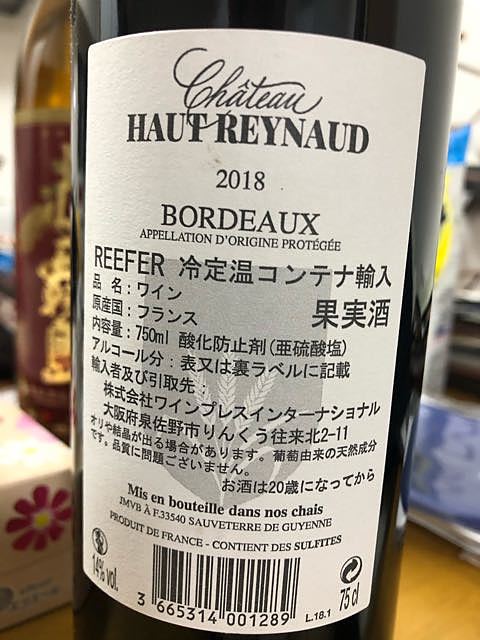 Château
HAUT-REYNAUD
2018
BORDEAUX
APPELLATION D'ORIGINE PROTÉGÉE
REEFER 冷定温コンテナ輸入
品 名：ワイン
果実酒
原産国：フランス
内容量：750ml 酸化防止剤(亜硫酸塩)
アルコール分：表又は裏ラベルに記載
輸入者及び引取先：
株式会社ワインプレスインターナショナル
大阪府泉佐野市りんくう往来北2-11
オリや結晶が出る場合があります。葡萄由来の天然成分
です。品質に問題ございません。
お酒は20歳になってから
Mis en bouteille dans nos chais
JMVB À F.33540 SAUVETERRE DE GUYENNE
PRODUIT DE FRANCE - CONTIENT DES SULFITES
14% vol.
75 cl
3 665314 001289
L.18.1